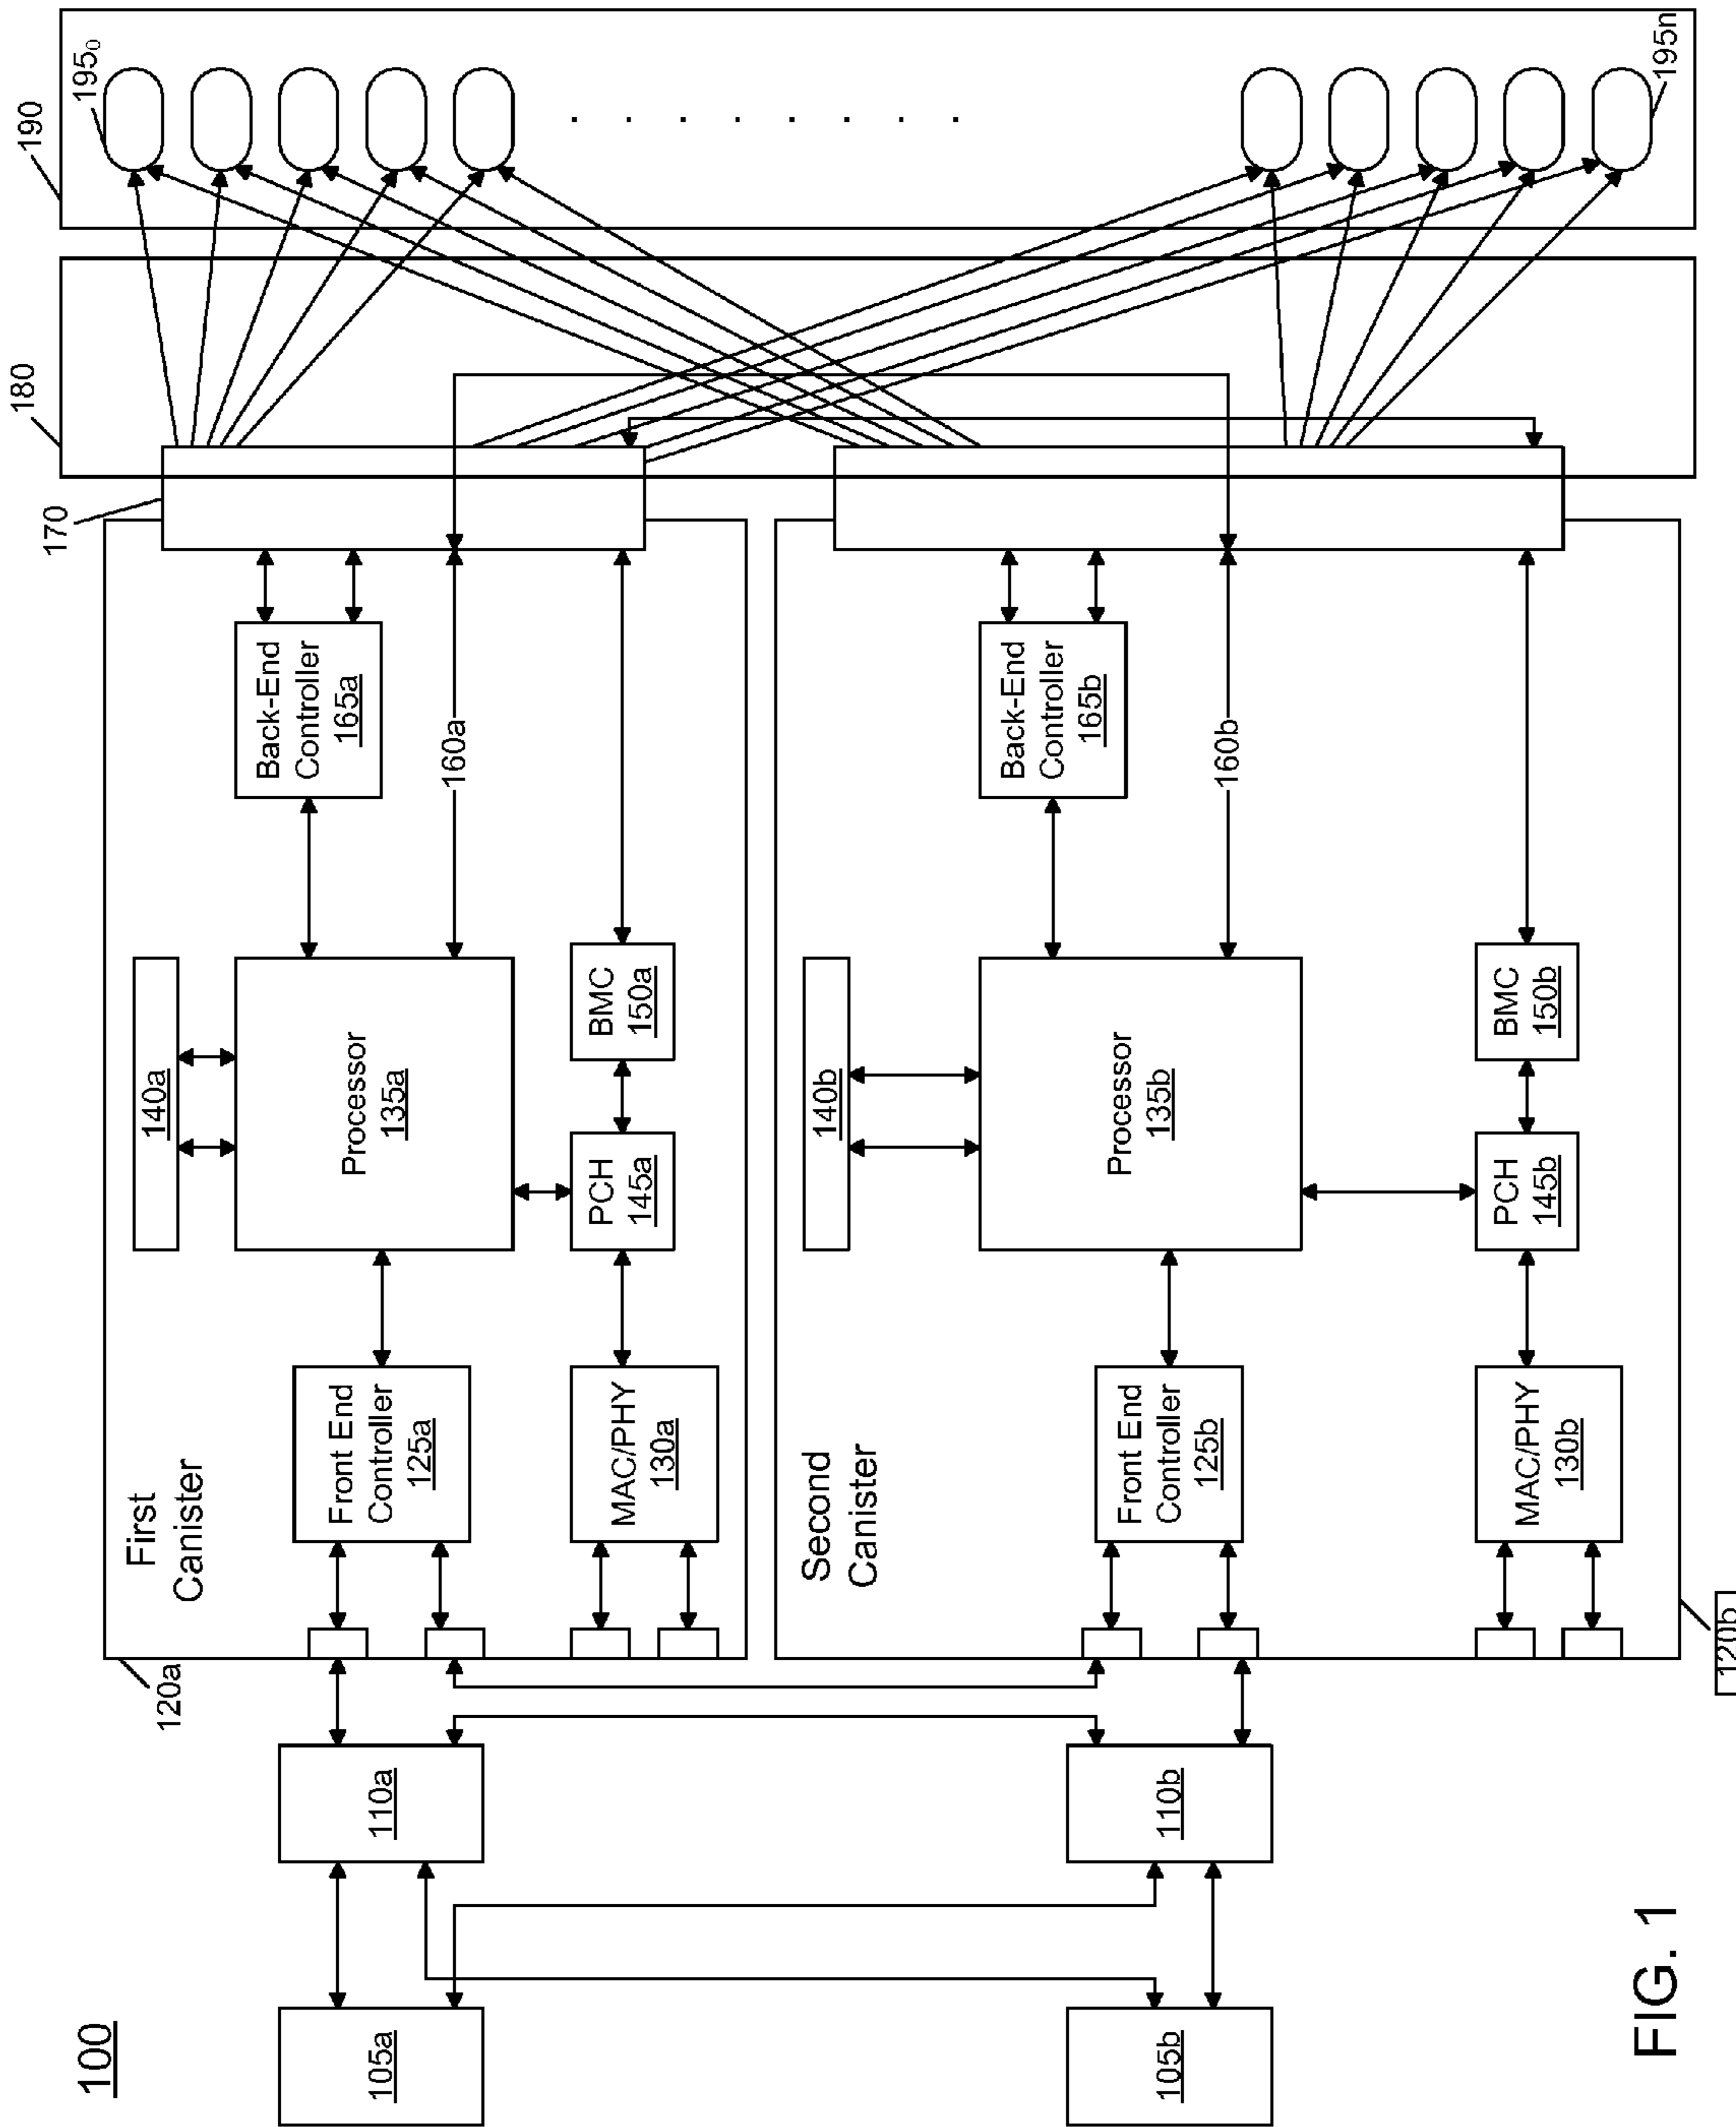 100
105a
105b
110a
110b
120a
First
Canister
Front End
Controller
125a
MAC/PHY
130a
140a
Processor
135a
PCH
145a
BMC
150a
Back-End
Controller
165a
160a
170
180
190
195₀
195n
Second
Canister
Front End
Controller
125b
MAC/PHY
130b
140b
Processor
135b
PCH
145b
BMC
150b
Back-End
Controller
165b
160b
120b
FIG. 1